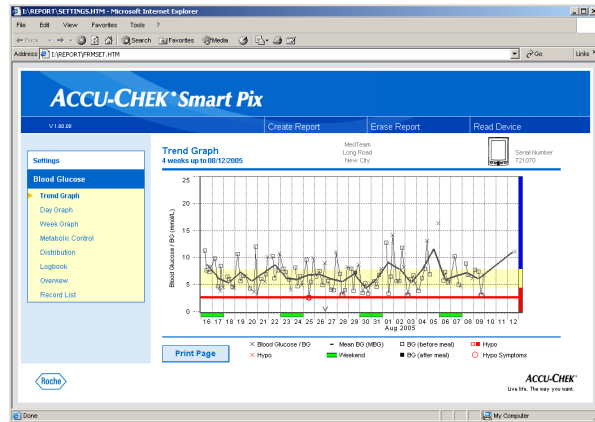 I:\REPORT\SETTINGS.HTM - Microsoft Internet Explorer
File Edit View Favorites Tools ?
Back Search Favorites Media
Address I:\REPORT\FRMSET.HTM Go Links
ACCU-CHEK® Smart Pix
V 1.00.00 Create Report Erase Report Read Device
Settings
Blood Glucose
Trend Graph
Day Graph
Week Graph
Metabolic Control
Distribution
Logbook
Overview
Record List
Trend Graph
4 weeks up to 08/12/2005
MedTeam
Long Road
New City
Serial Number
721070
Blood Glucose / BG (mmol/L)
25
20
15
10
5
0
16 17 18 19 20 21 22 23 24 25 26 27 28 29 30 31 01 02 03 04 05 06 07 08 09 10 11 12
Aug 2005
Print Page
Blood Glucose / BG Mean BG (MBG) BG (before meal) Hypo
Hypo Weekend BG (after meal) Hypo Symptoms
Roche
ACCU-CHEK®
Live life. The way you want.
Done My Computer